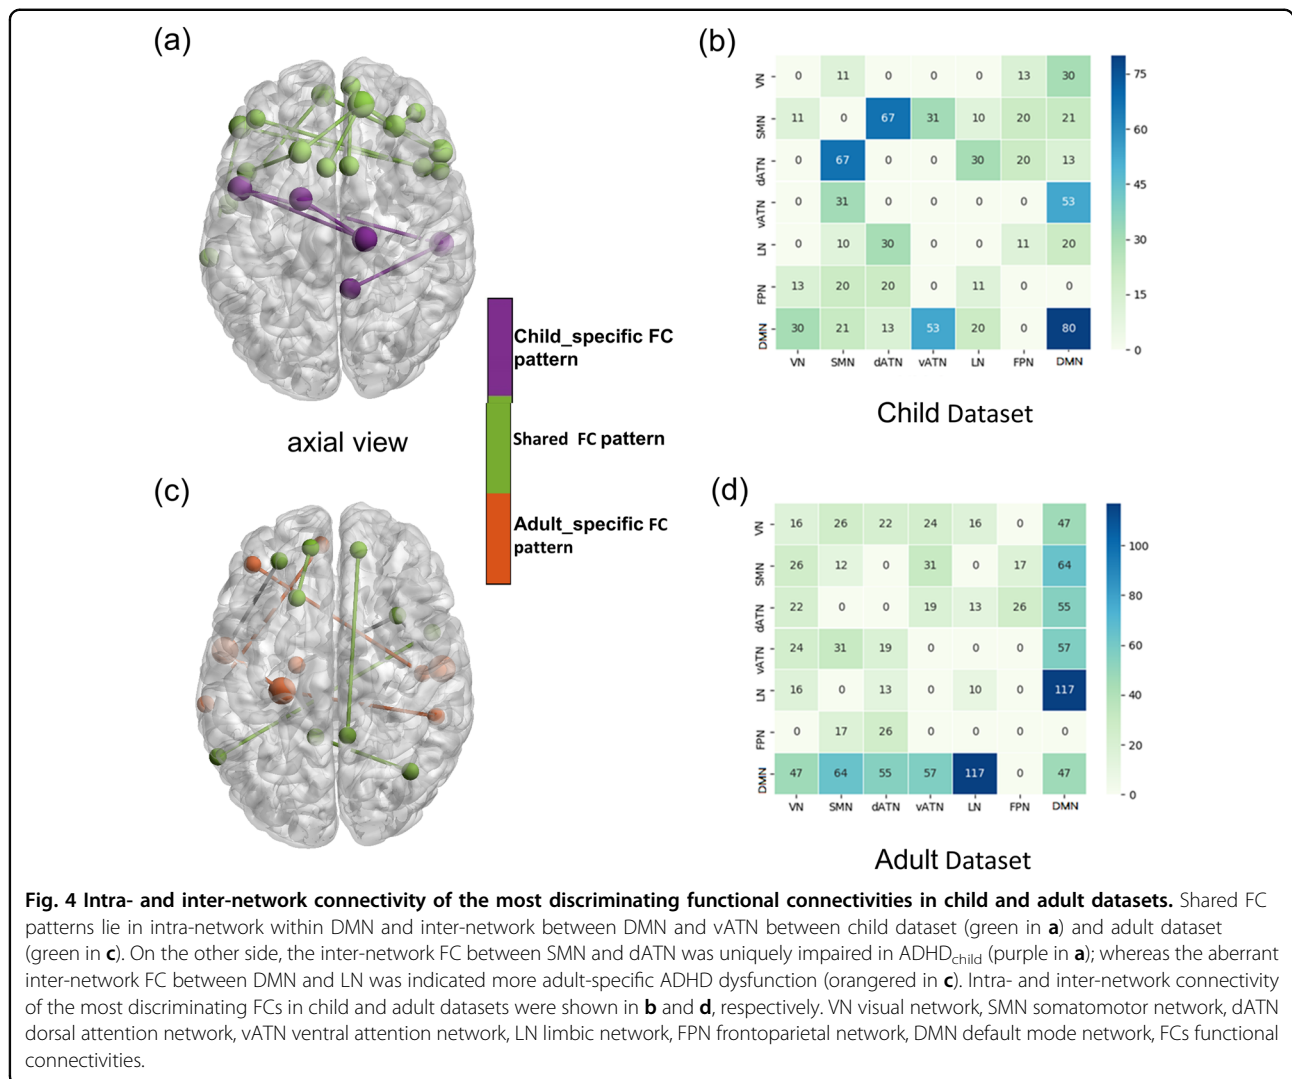 (a)
(b)
VN 0 11 0 0 0 13 30
SMN 11 0 67 31 10 20 21
dATN 0 67 0 0 30 20 13
vATN 0 31 0 0 0 0 53
LN 0 10 30 0 0 11 20
FPN 13 20 20 0 11 0 0
DMN 30 21 13 53 20 0 80
VN SMN dATN vATN LN FPN DMN
75
60
45
30
15
0
Child Dataset
axial view
Child_specific FC
pattern
Shared FC pattern
Adult_specific FC
pattern
(c)
(d)
VN 16 26 22 24 16 0 47
SMN 26 12 0 31 0 17 64
dATN 22 0 0 19 13 26 55
vATN 24 31 19 0 0 0 57
LN 16 0 13 0 10 0 117
FPN 0 17 26 0 0 0 0
DMN 47 64 55 57 117 0 47
VN SMN dATN vATN LN FPN DMN
100
80
60
40
20
0
Adult Dataset
Fig. 4 Intra- and inter-network connectivity of the most discriminating functional connectivities in child and adult datasets. Shared FC
patterns lie in intra-network within DMN and inter-network between DMN and vATN between child dataset (green in a) and adult dataset
(green in c). On the other side, the inter-network FC between SMN and dATN was uniquely impaired in ADHDchild (purple in a); whereas the aberrant
inter-network FC between DMN and LN was indicated more adult-specific ADHD dysfunction (orangered in c). Intra- and inter-network connectivity
of the most discriminating FCs in child and adult datasets were shown in b and d, respectively. VN visual network, SMN somatomotor network, dATN
dorsal attention network, vATN ventral attention network, LN limbic network, FPN frontoparietal network, DMN default mode network, FCs functional
connectivities.